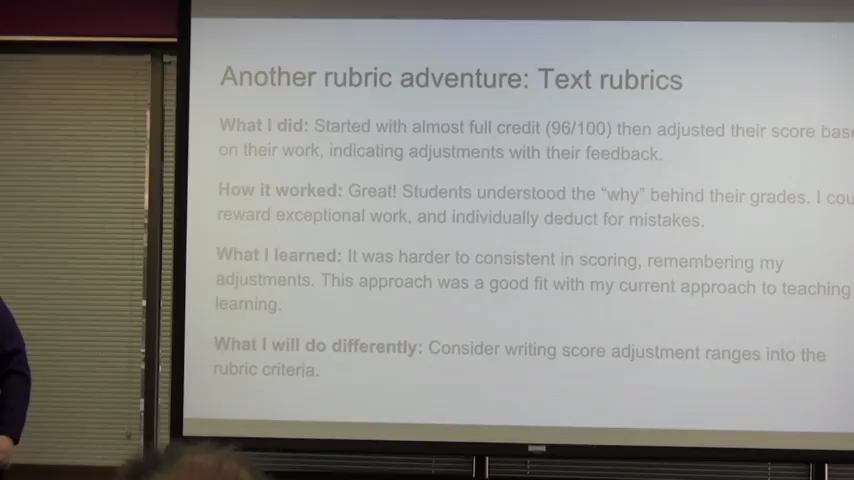 Another rubric adventure: Text rubrics
What I did: Started with almost full credit (96/100) then adjusted their score bas
on their work, indicating adjustments with their feedback.
How it worked: Great! Students understood the “why” behind their grades. I cou
reward exceptional work, and individually deduct for mistakes.
What I learned: It was harder to consistent in scoring, remembering my
adjustments. This approach was a good fit with my current approach to teaching
learning.
What I will do differently: Consider writing score adjustment ranges into the
rubric criteria.